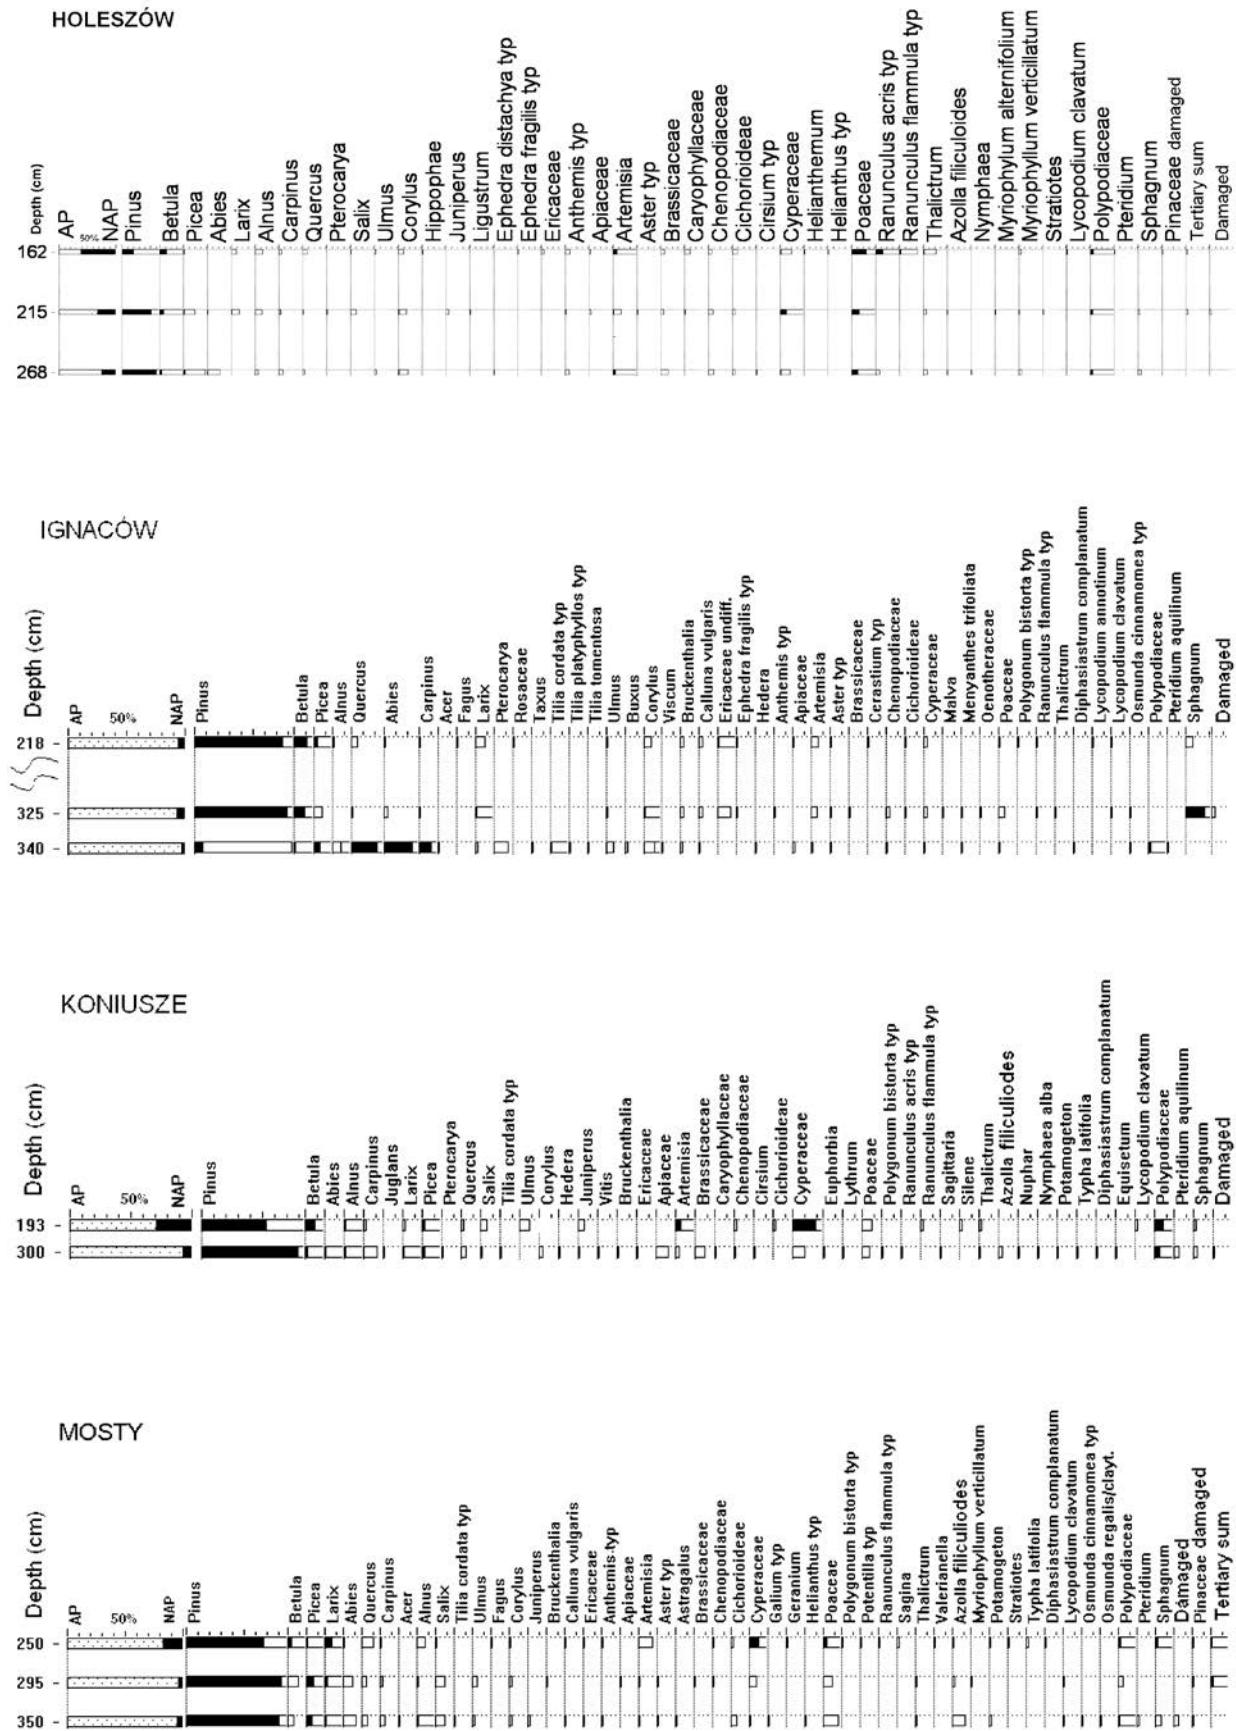 HOLESZÓW
Depth (cm)
AP
50%
NAP
Pinus
Betula
Picea
Abies
Larix
Alnus
Carpinus
Quercus
Pterocarya
Salix
Ulmus
Corylus
Hippophae
Juniperus
Ligustrum
Ephedra distachya typ
Ephedra fragilis typ
Ericaceae
Anthemis typ
Apiaceae
Artemisia
Aster typ
Brassicaceae
Caryophyllaceae
Chenopodiaceae
Cichorioideae
Cirsium typ
Cyperaceae
Helianthemum
Helianthus typ
Poaceae
Ranunculus acris typ
Ranunculus flammula typ
Thalictrum
Azolla filiculoides
Nymphaea
Myriophylum alternifolium
Myriophyllum verticillatum
Stratiotes
Lycopodium clavatum
Polypodiaceae
Pteridium
Sphagnum
Pinaceae damaged
Tertiary sum
Damaged
162
215
268
IGNACÓW
Depth (cm)
AP
50%
NAP
Pinus
Betula
Picea
Alnus
Quercus
Abies
Carpinus
Acer
Fagus
Larix
Pterocarya
Rosaceae
Taxus
Tilia cordata typ
Tilia platyphyllos typ
Tilia tomentosa
Ulmus
Buxus
Corylus
Viscum
Bruckenthalia
Calluna vulgaris
Ericaceae undiff.
Ephedra fragilis typ
Hedera
Anthemis typ
Apiaceae
Artemisia
Aster typ
Brassicaceae
Cerastium typ
Chenopodiaceae
Cichorioideae
Cyperaceae
Malva
Menyanthes trifoliata
Oenotheraceae
Poaceae
Polygonum bistorta typ
Ranunculus flammula typ
Thalictrum
Diphasiastrum complanatum
Lycopodium annotinum
Lycopodium clavatum
Osmunda cinnamomea typ
Polypodiaceae
Pteridium aquilinum
Sphagnum
Damaged
218
325
340
KONIUSZE
Depth (cm)
AP
50%
NAP
Pinus
Betula
Abies
Alnus
Carpinus
Juglans
Larix
Picea
Pterocarya
Quercus
Salix
Tilia cordata typ
Ulmus
Corylus
Hedera
Juniperus
Vitis
Bruckenthalia
Ericaceae
Apiaceae
Artemisia
Brassicaceae
Caryophyllaceae
Chenopodiaceae
Cirsium
Cichorioideae
Cyperaceae
Euphorbia
Lythrum
Poaceae
Polygonum bistorta typ
Ranunculus acris typ
Ranunculus flammula typ
Sagittaria
Silene
Thalictrum
Azolla filiculiodes
Nuphar
Nymphaea alba
Potamogeton
Typha latifolia
Diphasiastrum complanatum
Equisetum
Lycopodium clavatum
Polypodiaceae
Pteridium aquilinum
Sphagnum
Damaged
193
300
MOSTY
Depth (cm)
AP
50%
NAP
Pinus
Betula
Picea
Larix
Abies
Quercus
Carpinus
Acer
Alnus
Salix
Tilia cordata typ
Ulmus
Fagus
Corylus
Juniperus
Bruckenthalia
Calluna vulgaris
Ericaceae
Anthemis typ
Apiaceae
Artemisia
Aster typ
Astragalus
Brassicaceae
Chenopodiaceae
Cichorioideae
Cyperaceae
Galium typ
Geranium
Helianthus typ
Poaceae
Polygonum bistorta typ
Potentilla typ
Ranunculus flammula typ
Sagina
Thalictrum
Valerianella
Azolla filiculiodes
Myriophyllum verticillatum
Potamogeton
Stratiotes
Typha latifolia
Diphasiastrum complanatum
Lycopodium clavatum
Osmunda cinnamomea typ
Osmunda regalis/clayt.
Polypodiaceae
Pteridium
Sphagnum
Damaged
Pinaceae damaged
Tertiary sum
250
295
350